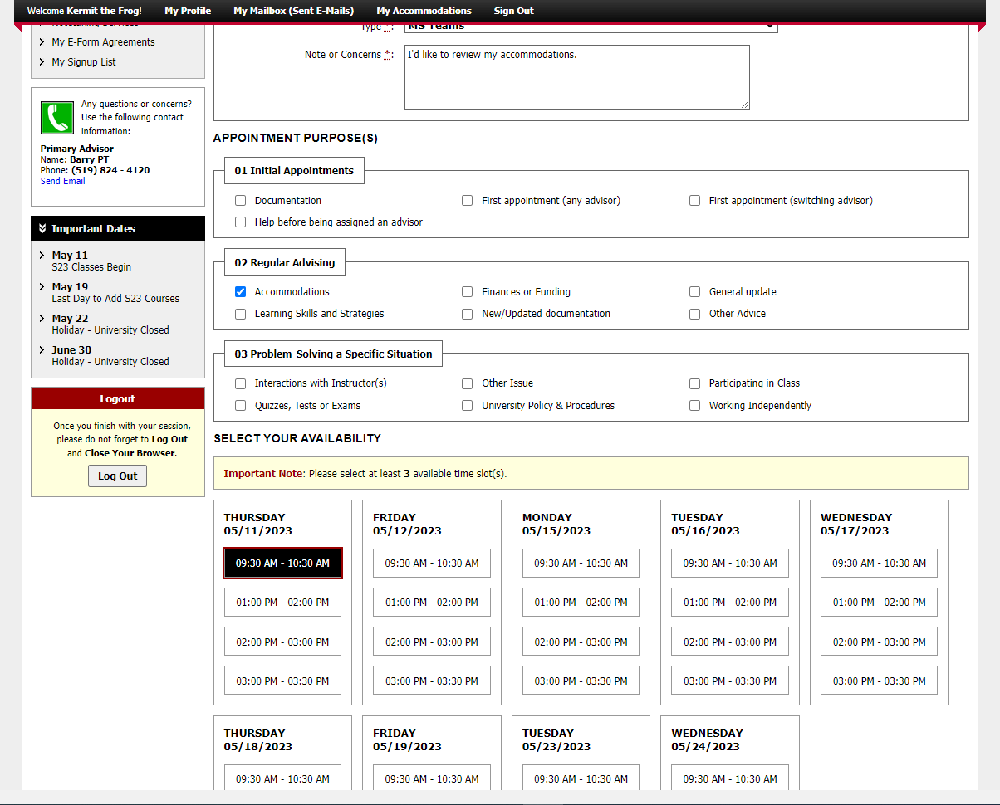 Welcome Kermit the Frog! My Profile My Mailbox (Sent E-Mails) My Accommodations Sign Out
My E-Form Agreements
My Signup List
Any questions or concerns?
Use the following contact
information:
Primary Advisor
Name: Barry PT
Phone: (519) 824 - 4120
Send Email
Important Dates
May 11
S23 Classes Begin
May 19
Last Day to Add S23 Courses
May 22
Holiday - University Closed
June 30
Holiday - University Closed
Logout
Once you finish with your session,
please do not forget to Log Out
and Close Your Browser.
Log Out
Type *: MS Teams
Note or Concerns *: I'd like to review my accommodations.
APPOINTMENT PURPOSE(S)
01 Initial Appointments
Documentation First appointment (any advisor) First appointment (switching advisor)
Help before being assigned an advisor
02 Regular Advising
Accommodations Finances or Funding General update
Learning Skills and Strategies New/Updated documentation Other Advice
03 Problem-Solving a Specific Situation
Interactions with Instructor(s) Other Issue Participating in Class
Quizzes, Tests or Exams University Policy & Procedures Working Independently
SELECT YOUR AVAILABILITY
Important Note: Please select at least 3 available time slot(s).
THURSDAY FRIDAY MONDAY TUESDAY WEDNESDAY
05/11/2023 05/12/2023 05/15/2023 05/16/2023 05/17/2023
09:30 AM - 10:30 AM 09:30 AM - 10:30 AM 09:30 AM - 10:30 AM 09:30 AM - 10:30 AM 09:30 AM - 10:30 AM
01:00 PM - 02:00 PM 01:00 PM - 02:00 PM 01:00 PM - 02:00 PM 01:00 PM - 02:00 PM 01:00 PM - 02:00 PM
02:00 PM - 03:00 PM 02:00 PM - 03:00 PM 02:00 PM - 03:00 PM 02:00 PM - 03:00 PM 02:00 PM - 03:00 PM
03:00 PM - 03:30 PM 03:00 PM - 03:30 PM 03:00 PM - 03:30 PM 03:00 PM - 03:30 PM 03:00 PM - 03:30 PM
THURSDAY FRIDAY TUESDAY WEDNESDAY
05/18/2023 05/19/2023 05/23/2023 05/24/2023
09:30 AM - 10:30 AM 09:30 AM - 10:30 AM 09:30 AM - 10:30 AM 09:30 AM - 10:30 AM